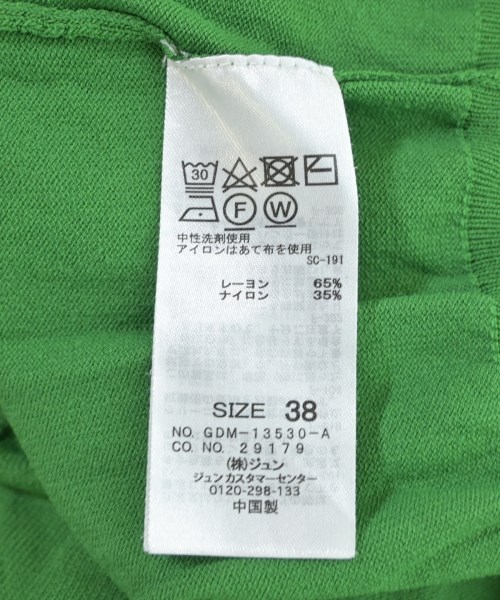 30
F W
中性洗剤使用
アイロンはあて布を使用
SC-191
レーヨン 65%
ナイロン 35%
SIZE 38
NO. GDM-13530-A
CO. NO. 29179
(株)ジュン
ジュンカスタマーセンター
0120-298-133
中国製